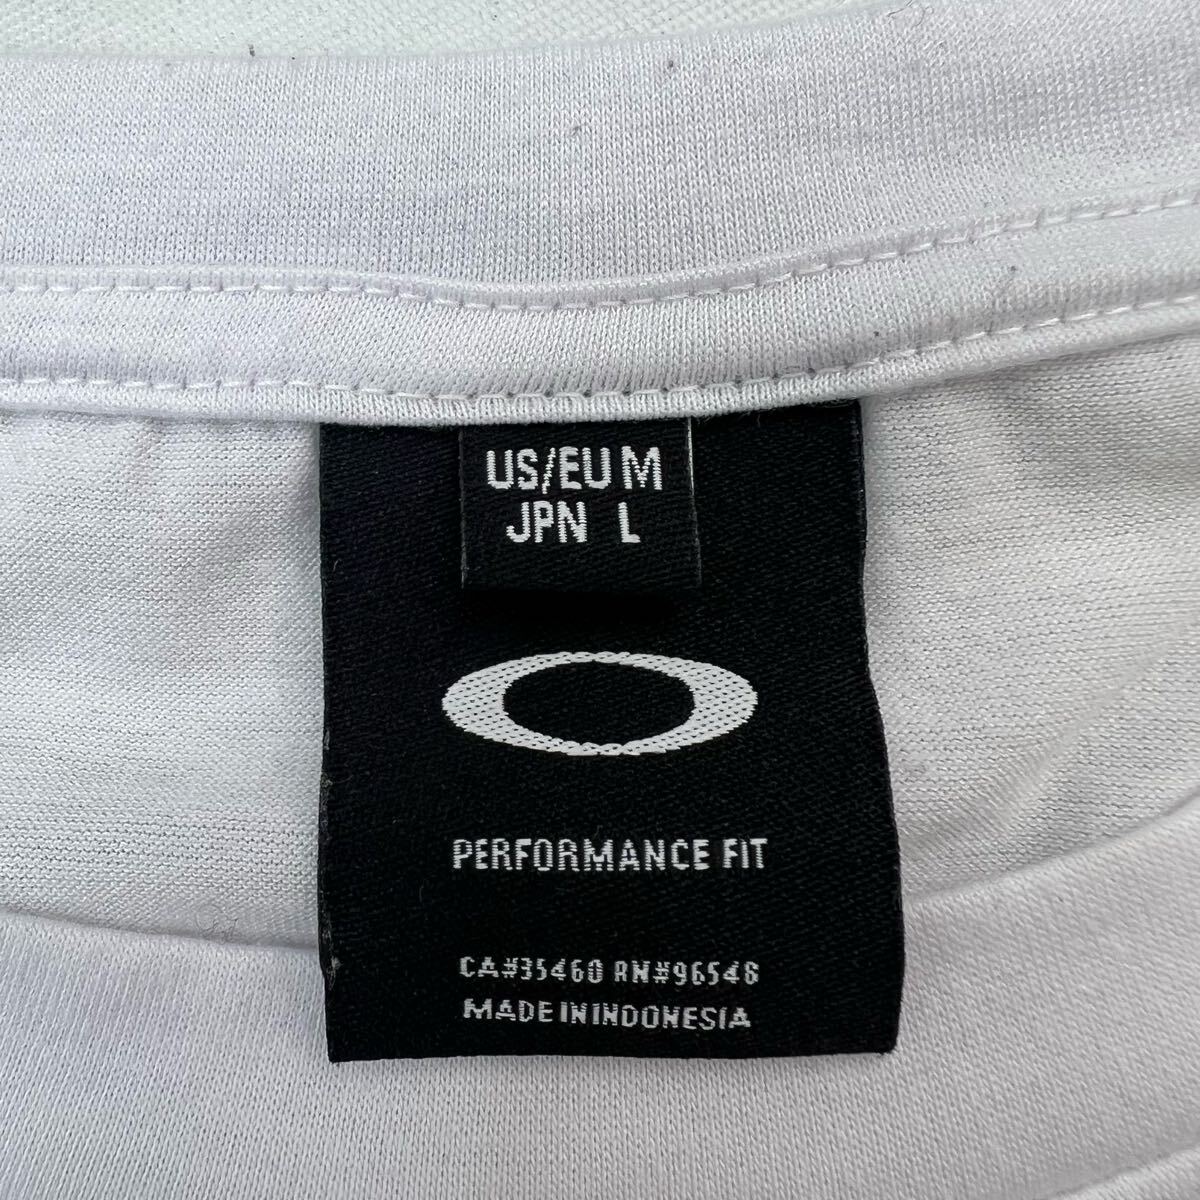 US/EU M
JPN L
PERFORMANCE FIT
CA#35460 RN#96548
MADE IN INDONESIA